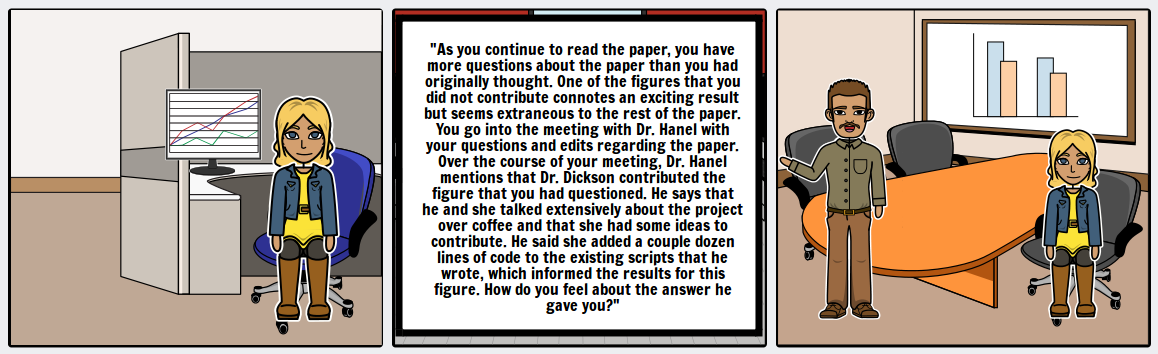 "As you continue to read the paper, you have
more questions about the paper than you had
originally thought. One of the figures that you
did not contribute connotes an exciting result
but seems extraneous to the rest of the paper.
You go into the meeting with Dr. Hanel with
your questions and edits regarding the paper.
Over the course of your meeting, Dr. Hanel
mentions that Dr. Dickson contributed the
figure that you had questioned. He says that
he and she talked extensively about the project
over coffee and that she had some ideas to
contribute. He said she added a couple dozen
lines of code to the existing scripts that he
wrote, which informed the results for this
figure. How do you feel about the answer he
gave you?"